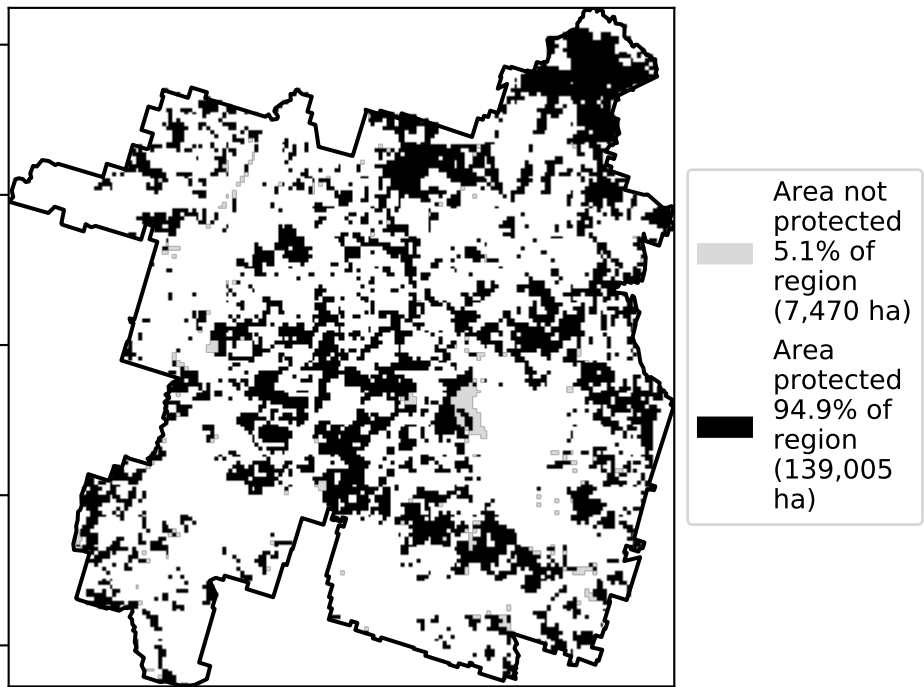 Area not
protected
5.1% of
region
(7,470 ha)
Area
protected
94.9% of
region
(139,005
ha)